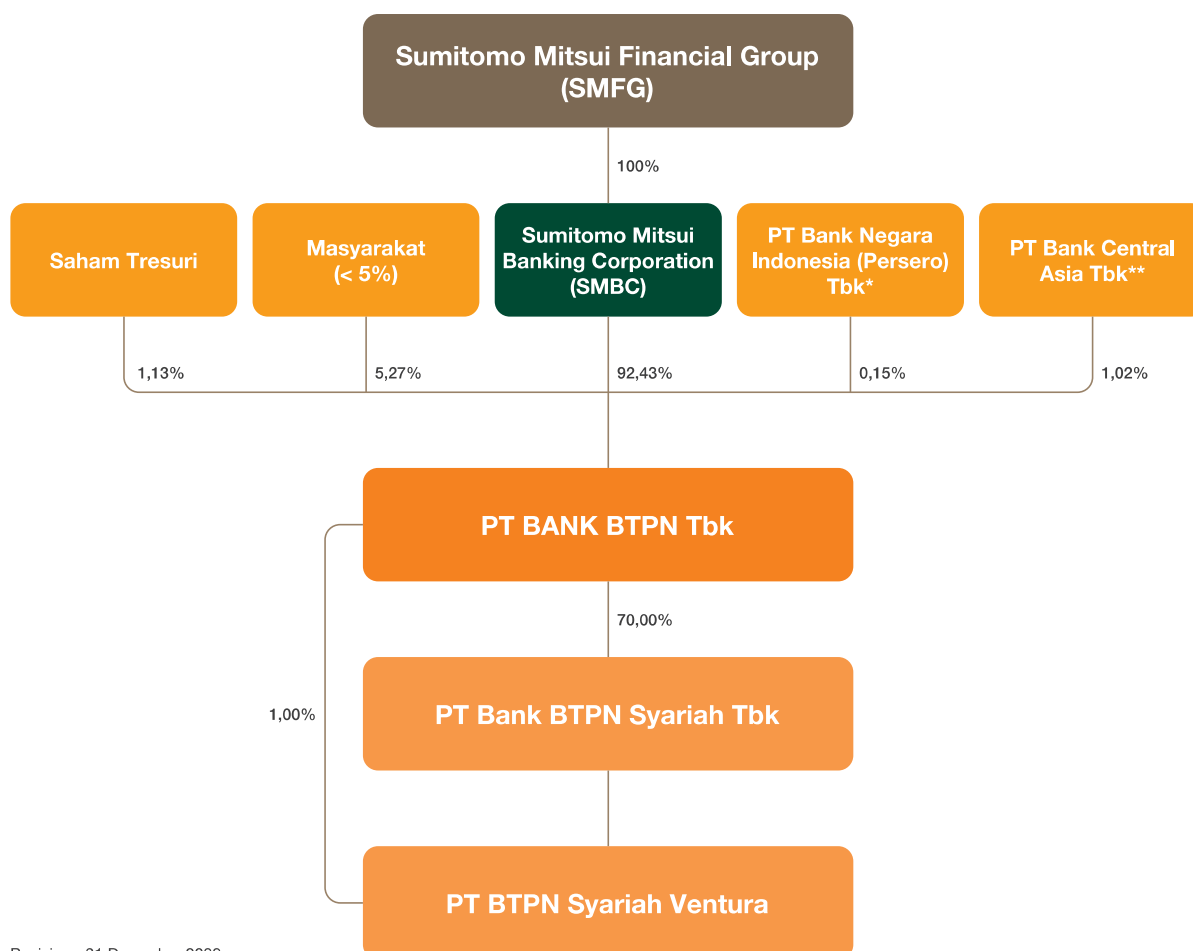 Sumitomo Mitsui Financial Group
(SMFG)
100%
Saham Tresuri
Masyarakat
(< 5%)
Sumitomo Mitsui
Banking Corporation
(SMBC)
PT Bank Negara
Indonesia (Persero)
Tbk*
PT Bank Central
Asia Tbk**
1,13%
5,27%
92,43%
0,15%
1,02%
PT BANK BTPN Tbk
70,00%
PT Bank BTPN Syariah Tbk
1,00%
PT BTPN Syariah Ventura